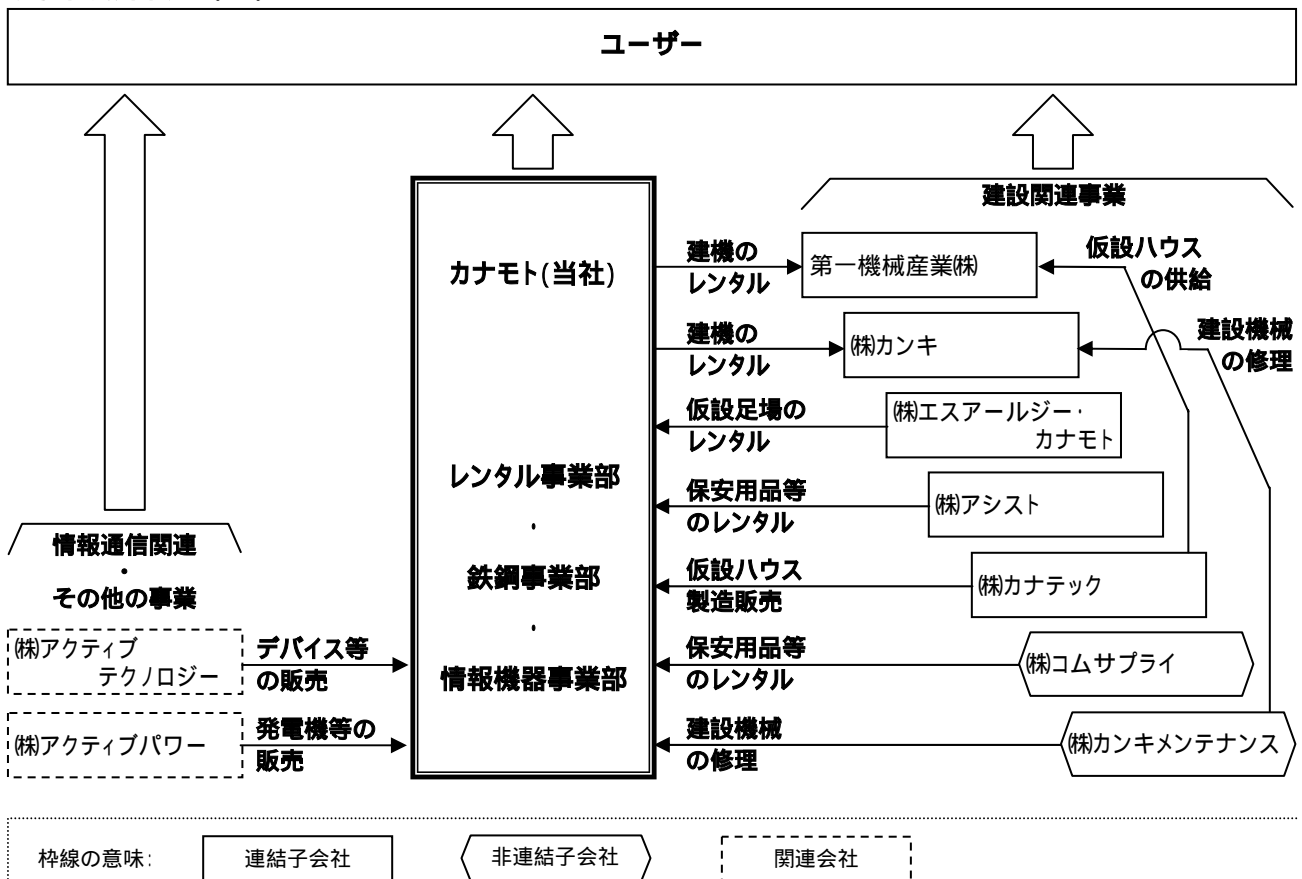 ユーザー
建設関連事業
カナモト(当社)
レンタル事業部
・
鉄鋼事業部
・
情報機器事業部
建機の
レンタル
第一機械産業㈱
仮設ハウス
の供給
建機の
レンタル
㈱カンキ
建設機械
の修理
仮設足場の
レンタル
㈱エスアールジー・
カナモト
保安用品等
のレンタル
㈱アシスト
仮設ハウス
製造販売
㈱カナテック
保安用品等
のレンタル
㈱コムサプライ
建設機械
の修理
㈱カンキメンテナンス
情報通信関連
・
その他の事業
㈱アクティブ
テクノロジー
デバイス等
の販売
㈱アクティブパワー
発電機等の
販売
枠線の意味:
連結子会社
非連結子会社
関連会社